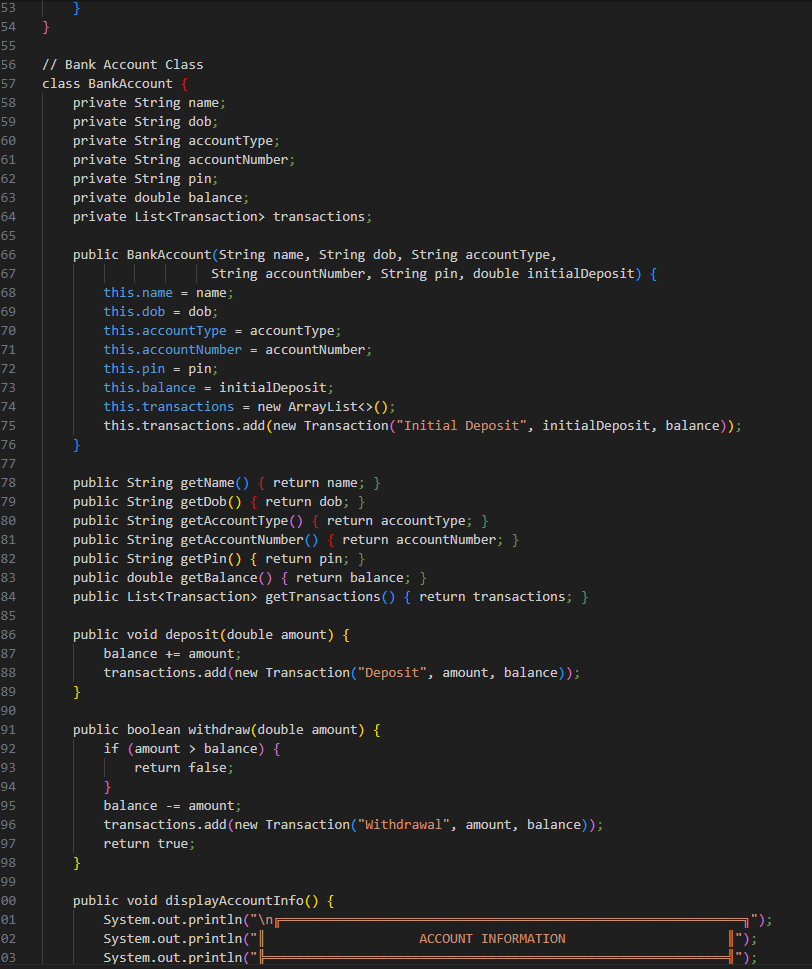 53         }
54     }
55
56     // Bank Account Class
57     class BankAccount {
58         private String name;
59         private String dob;
60         private String accountType;
61         private String accountNumber;
62         private String pin;
63         private double balance;
64         private List<Transaction> transactions;
65
66         public BankAccount(String name, String dob, String accountType,
67                           String accountNumber, String pin, double initialDeposit) {
68             this.name = name;
69             this.dob = dob;
70             this.accountType = accountType;
71             this.accountNumber = accountNumber;
72             this.pin = pin;
73             this.balance = initialDeposit;
74             this.transactions = new ArrayList<>();
75             this.transactions.add(new Transaction("Initial Deposit", initialDeposit, balance));
76         }
77
78         public String getName() { return name; }
79         public String getDob() { return dob; }
80         public String getAccountType() { return accountType; }
81         public String getAccountNumber() { return accountNumber; }
82         public String getPin() { return pin; }
83         public double getBalance() { return balance; }
84         public List<Transaction> getTransactions() { return transactions; }
85
86         public void deposit(double amount) {
87             balance += amount;
88             transactions.add(new Transaction("Deposit", amount, balance));
89         }
90
91         public boolean withdraw(double amount) {
92             if (amount > balance) {
93                 return false;
94             }
95             balance -= amount;
96             transactions.add(new Transaction("Withdrawal", amount, balance));
97             return true;
98         }
99
00         public void displayAccountInfo() {
01             System.out.println("\n╔════════════════════════════════════════════════════════════╗");
02             System.out.println("║                    ACCOUNT INFORMATION                     ║");
03             System.out.println("╠════════════════════════════════════════════════════════════╣");